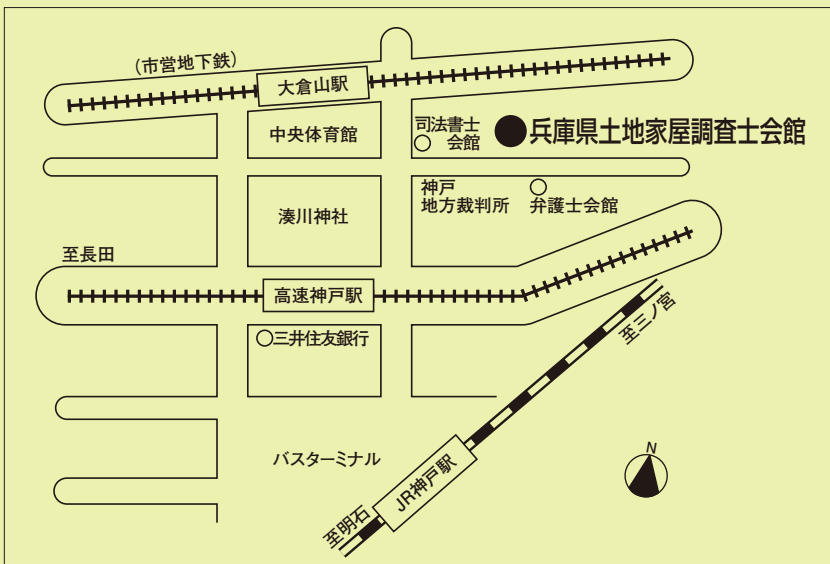 (市営地下鉄)
大倉山駅
中央体育館
司法書士
会館
兵庫県土地家屋調査士会館
湊川神社
神戸
地方裁判所
弁護士会館
至長田
高速神戸駅
三井住友銀行
至三ノ宮
バスターミナル
JR神戸駅
至明石
N